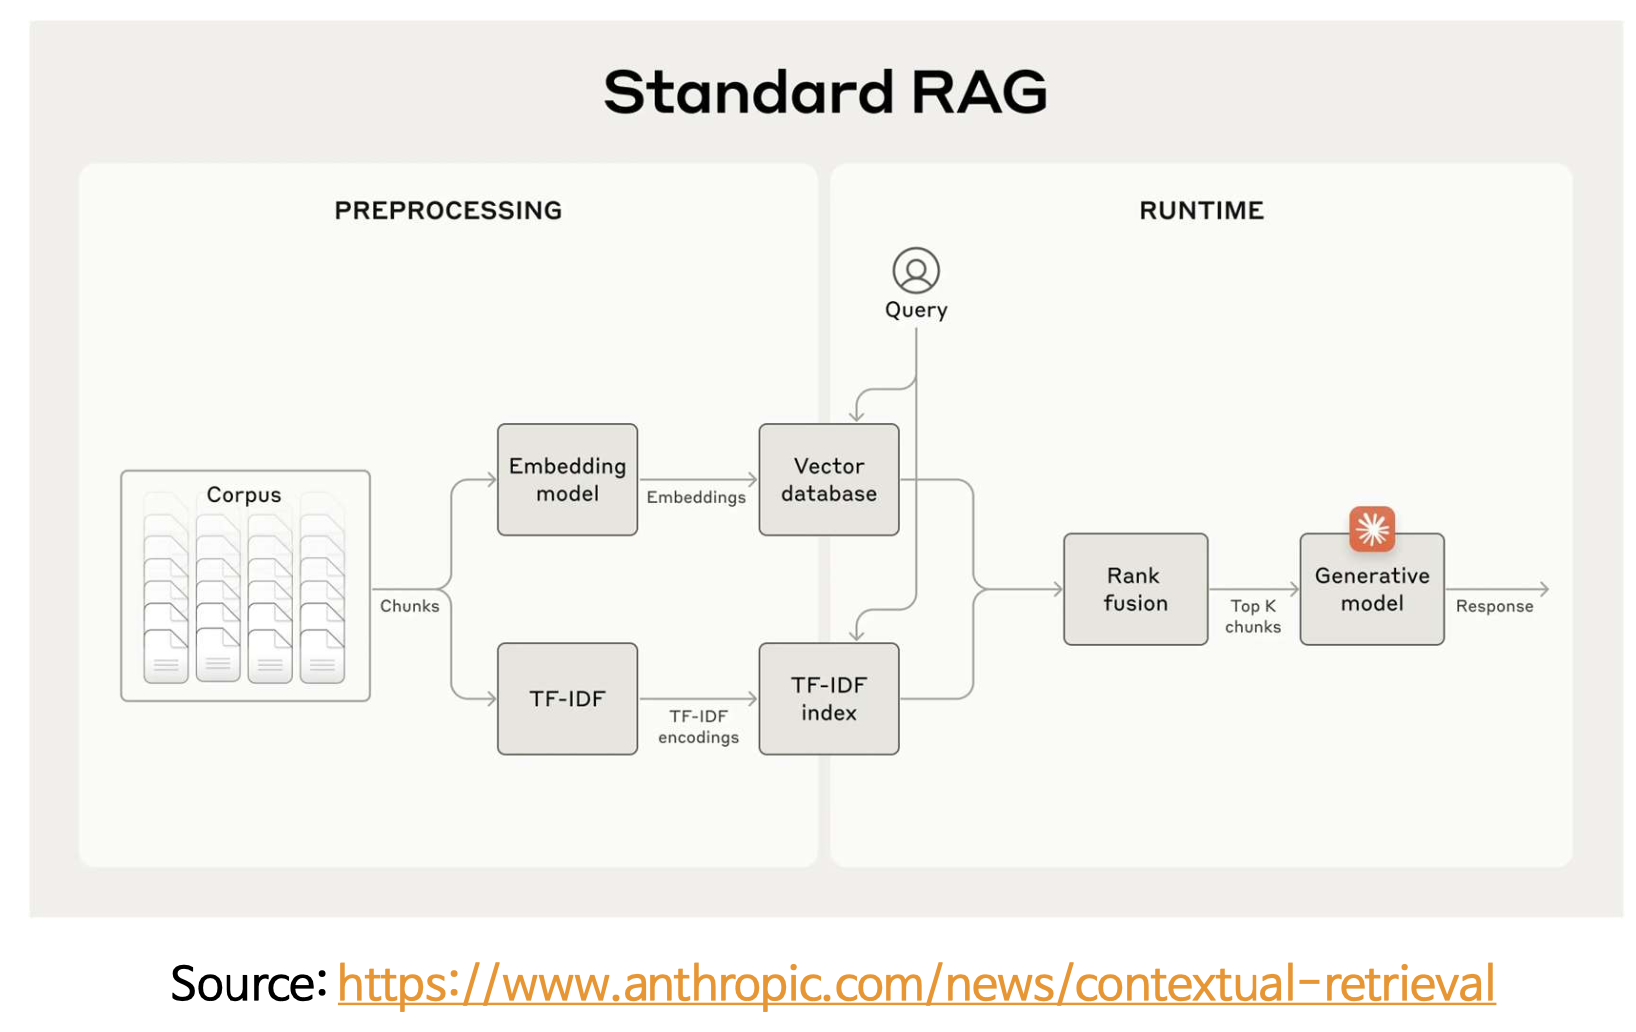 Standard RAG
PREPROCESSING
RUNTIME
Query
Corpus
Chunks
Embedding
model
Embeddings
Vector
database
TF-IDF
TF-IDF
encodings
TF-IDF
index
Rank
fusion
Top K
chunks
Generative
model
Response
Source: https://www.anthropic.com/news/contextual-retrieval